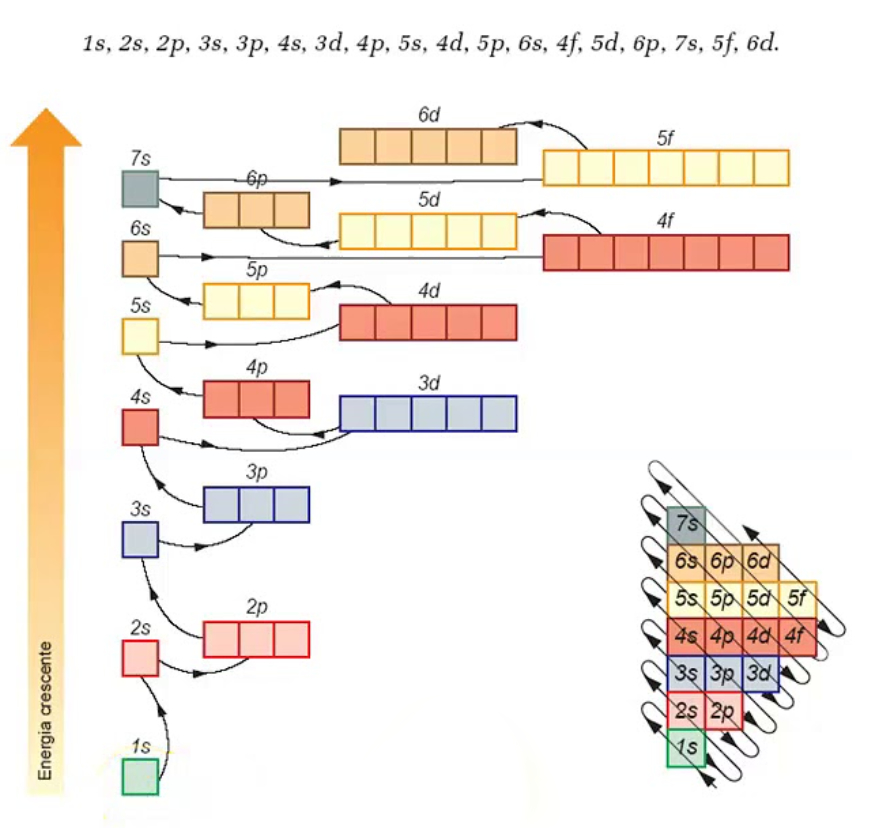 1s, 2s, 2p, 3s, 3p, 4s, 3d, 4p, 5s, 4d, 5p, 6s, 4f, 5d, 6p, 7s, 5f, 6d.
6d
5f
7s
6p
5d
4f
6s
5p
4d
5s
4p
3d
4s
3p
3s
2p
2s
1s
Energia crescente
7s
6s 6p 6d
5s 5p 5d 5f
4s 4p 4d 4f
3s 3p 3d
2s 2p
1s